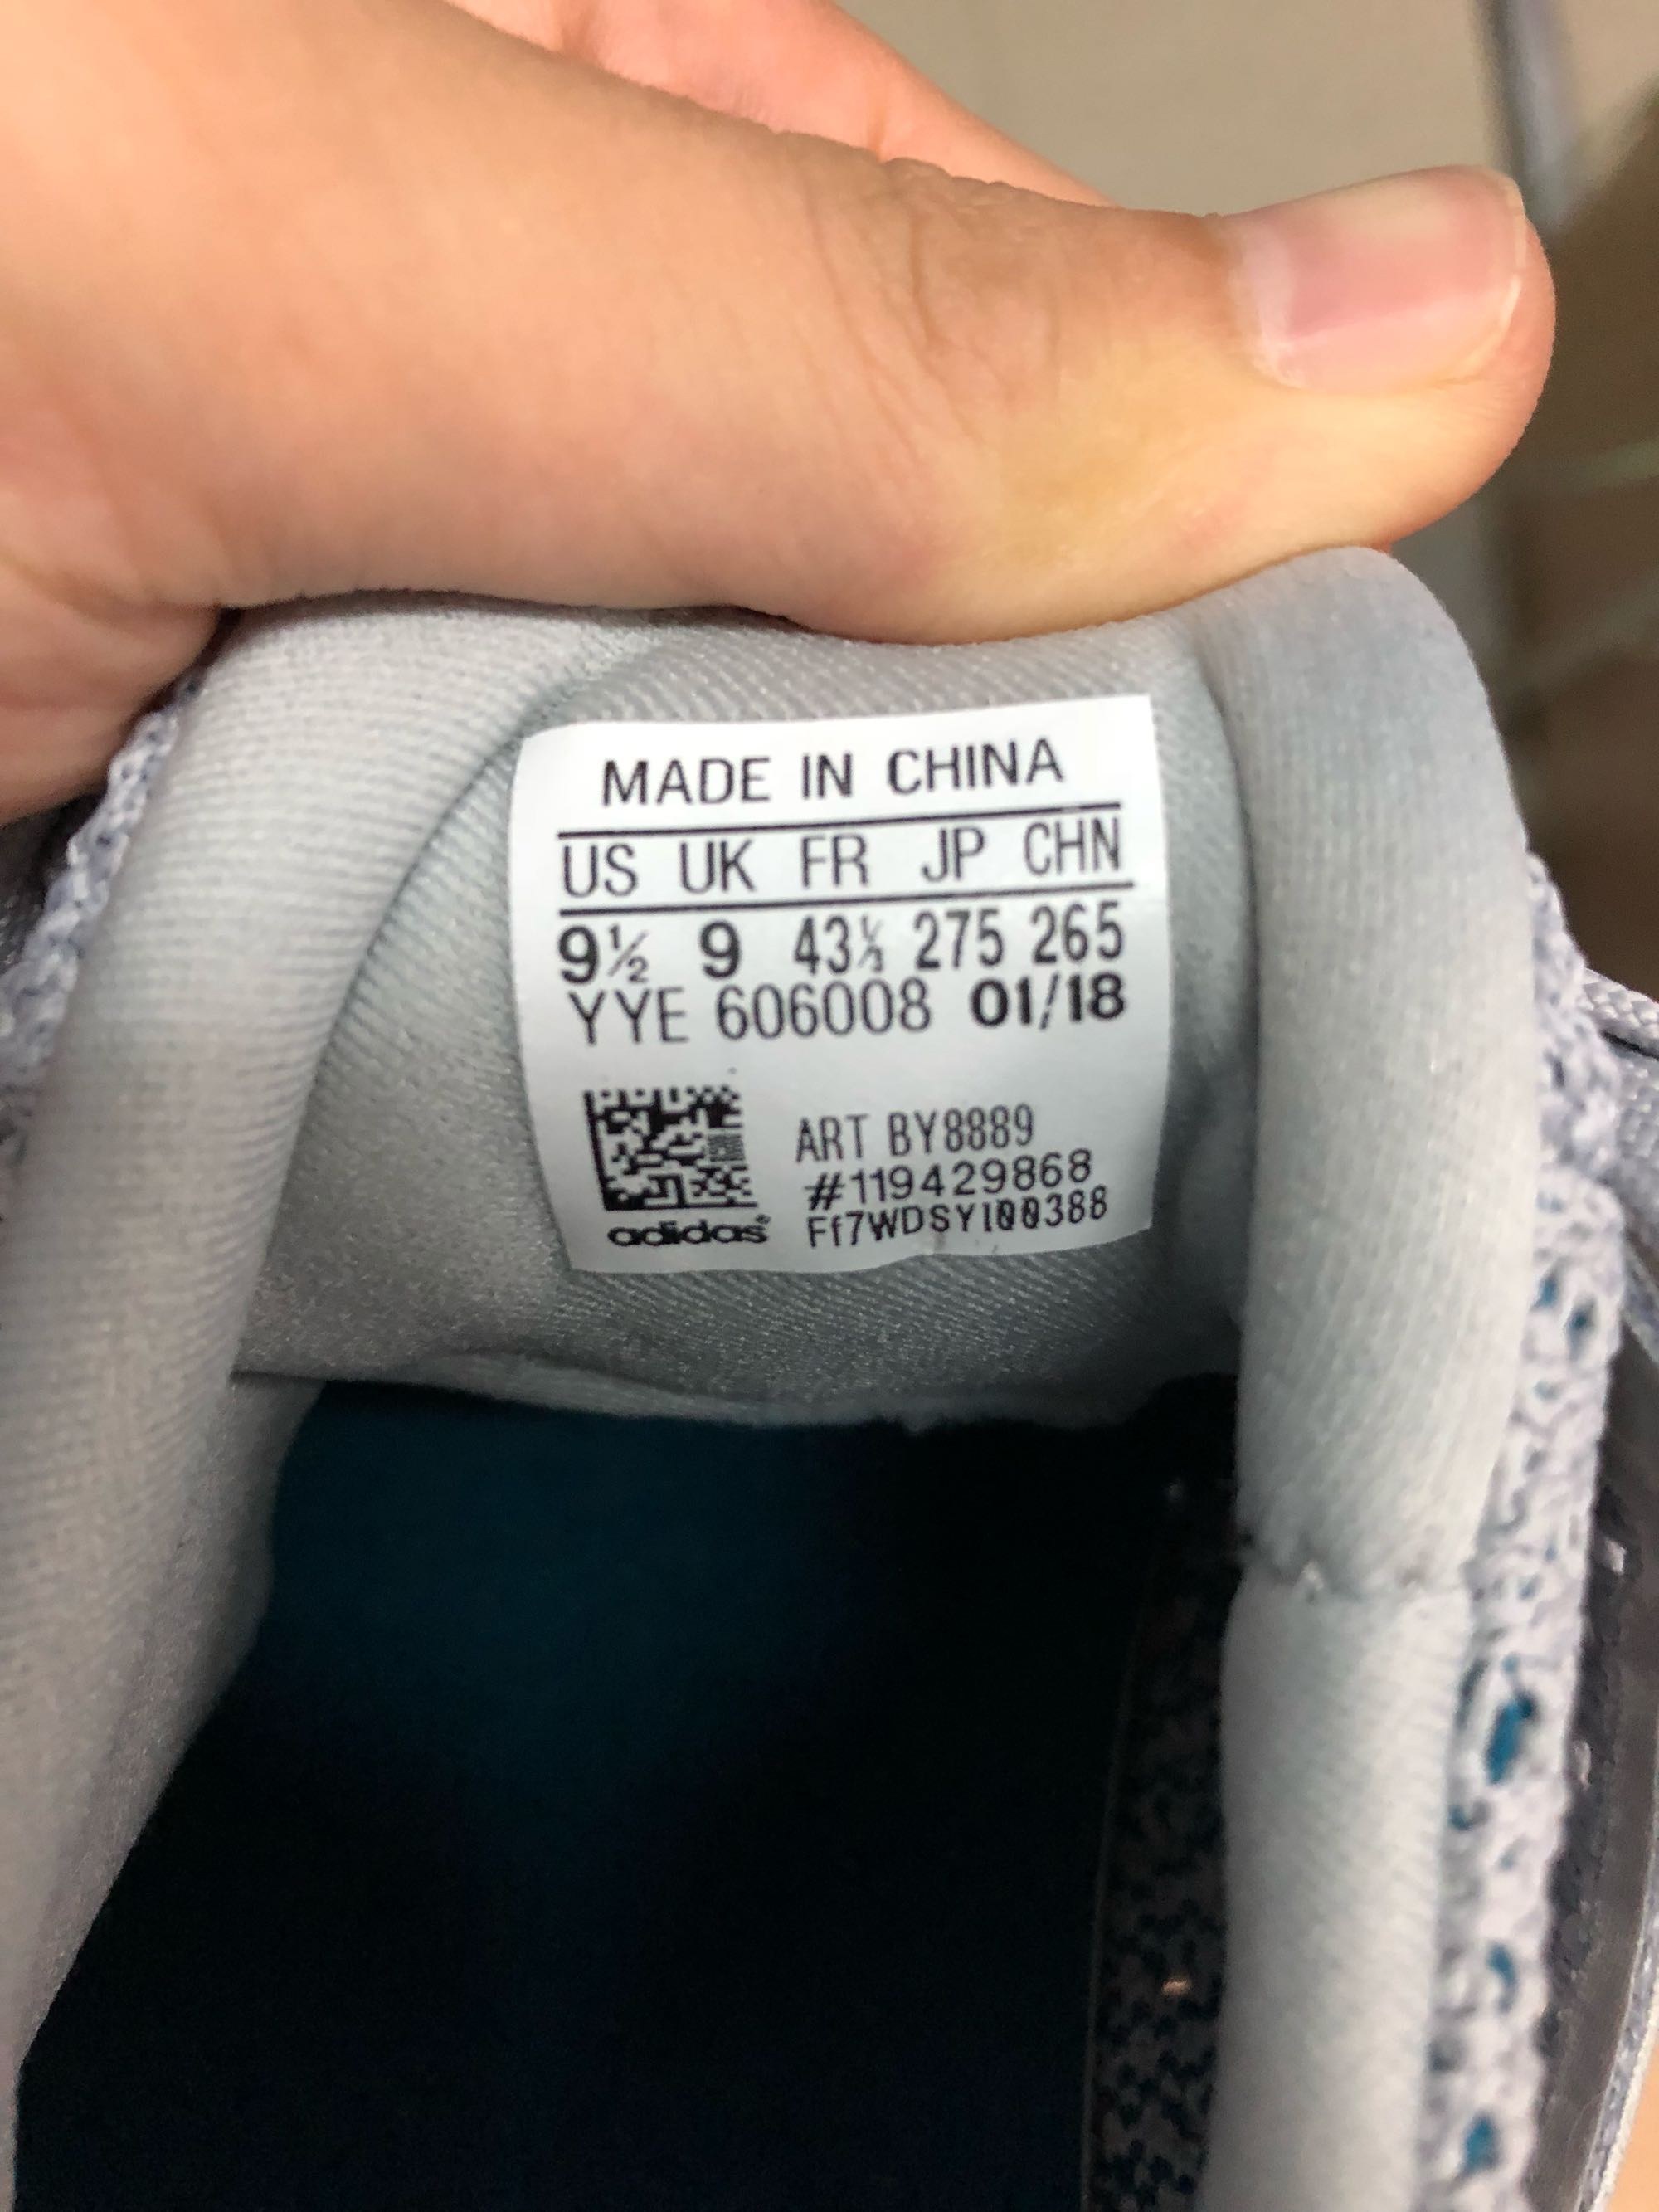 MADE IN CHINA
US UK FR JP CHN
9½ 9 43⅓ 275 265
YYE 606008 01/18
ART BY8889
#119429868
adidas® Ff7WDSY100388